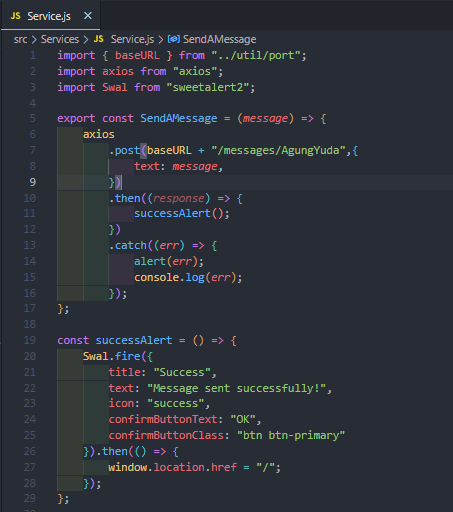 JS Service.js ×
src > Services > JS Service.js > SendAMessage
1 import { baseURL } from "../util/port";
2 import axios from "axios";
3 import Swal from "sweetalert2";
4
5 export const SendAMessage = (message) => {
6 axios
7 .post(baseURL + "/messages/AgungYuda",{
8 text: message,
9 })
10 .then((response) => {
11 successAlert();
12 })
13 .catch((err) => {
14 alert(err);
15 console.log(err);
16 });
17 };
18
19 const successAlert = () => {
20 Swal.fire({
21 title: "Success",
22 text: "Message sent successfully!",
23 icon: "success",
24 confirmButtonText: "OK",
25 confirmButtonClass: "btn btn-primary"
26 }).then(() => {
27 window.location.href = "/";
28 });
29 };